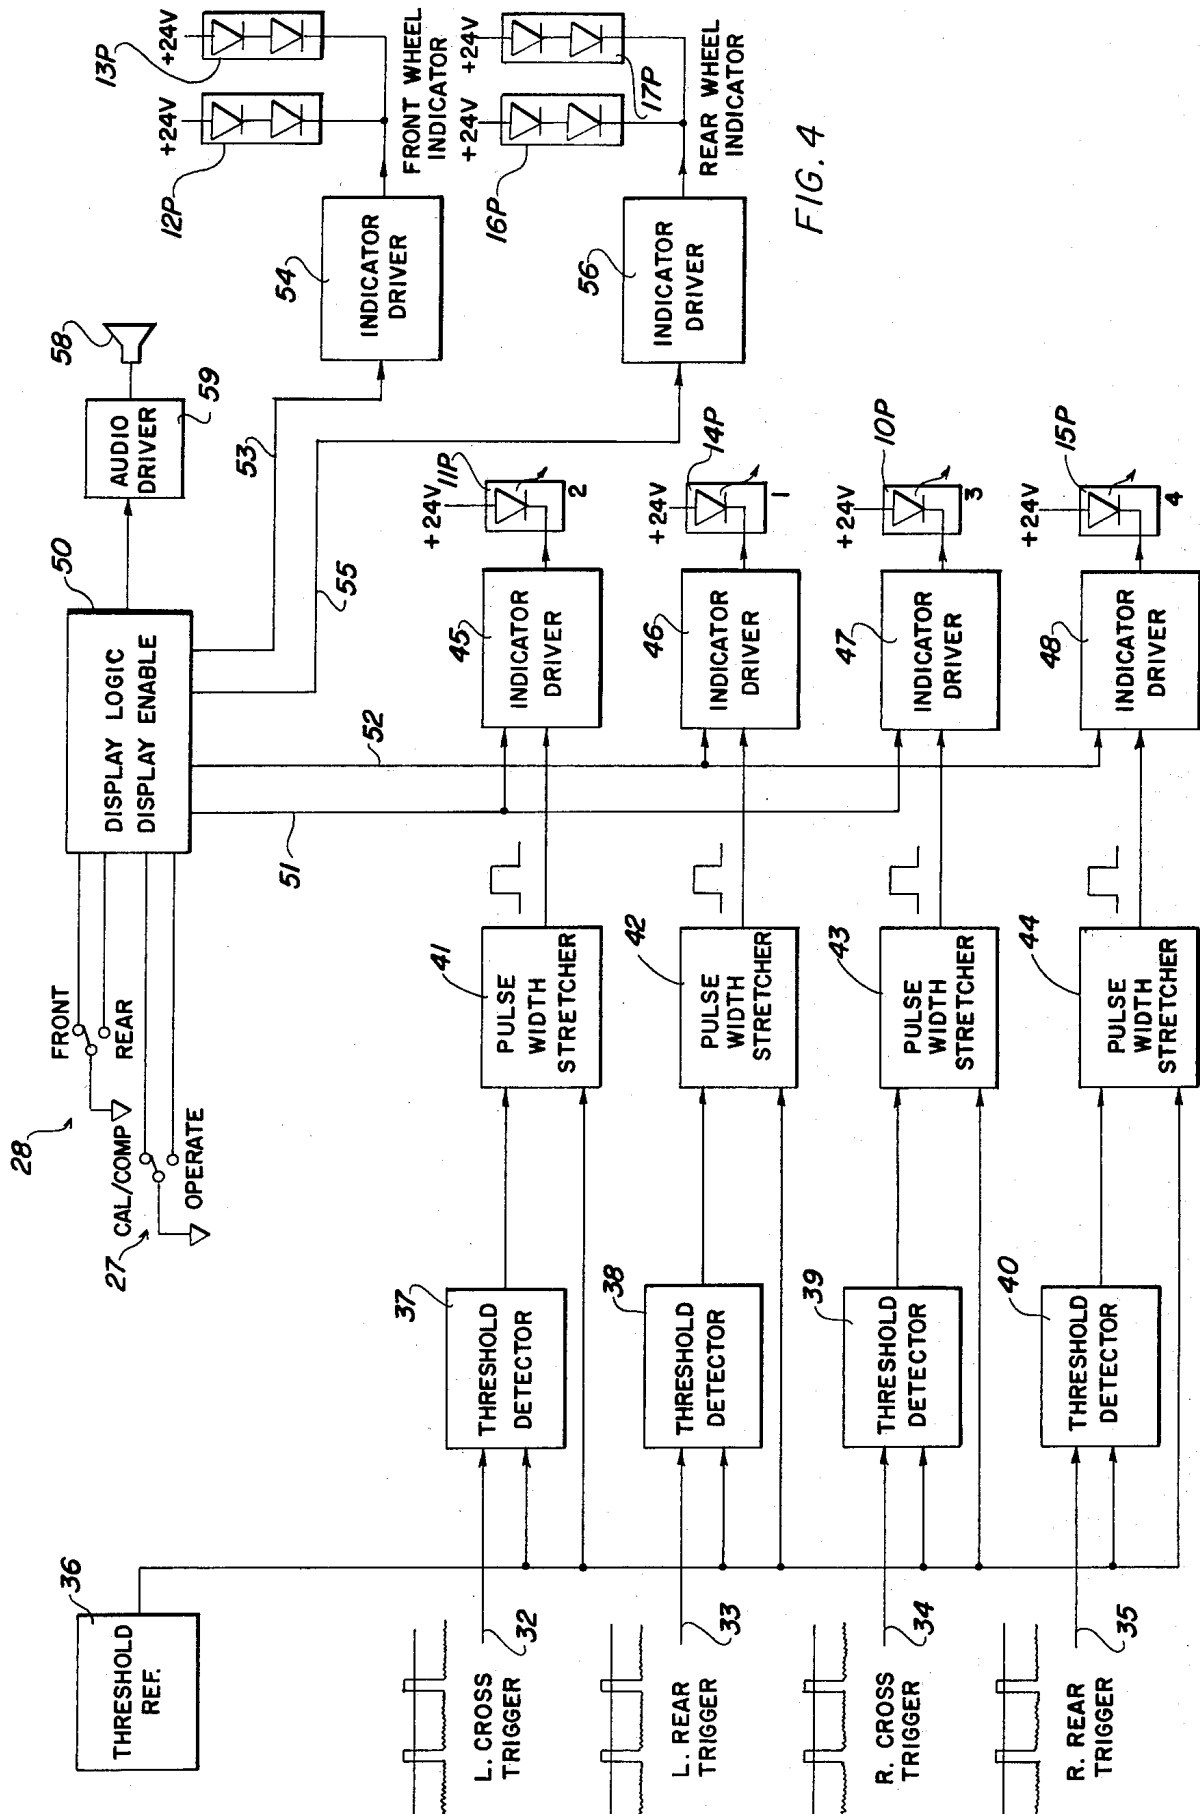 36
THRESHOLD
REF.
28
FRONT
REAR
27
CAL/COMP
OPERATE
50
DISPLAY LOGIC
DISPLAY ENABLE
58
AUDIO
DRIVER
59
51
52
53
55
13P
+24V
12P
+24V
54
INDICATOR
DRIVER
FRONT WHEEL
INDICATOR
+24V
17P
+24V
16P
56
INDICATOR
DRIVER
REAR WHEEL
INDICATOR
L. CROSS
TRIGGER
32
37
THRESHOLD
DETECTOR
41
PULSE
WIDTH
STRETCHER
45
INDICATOR
DRIVER
+24V
11P
2
L. REAR
TRIGGER
33
38
THRESHOLD
DETECTOR
42
PULSE
WIDTH
STRETCHER
46
INDICATOR
DRIVER
+24V
14P
1
R. CROSS
TRIGGER
34
39
THRESHOLD
DETECTOR
43
PULSE
WIDTH
STRETCHER
47
INDICATOR
DRIVER
+24V
10P
3
R. REAR
TRIGGER
35
40
THRESHOLD
DETECTOR
44
PULSE
WIDTH
STRETCHER
48
INDICATOR
DRIVER
+24V
15P
4
FIG. 4